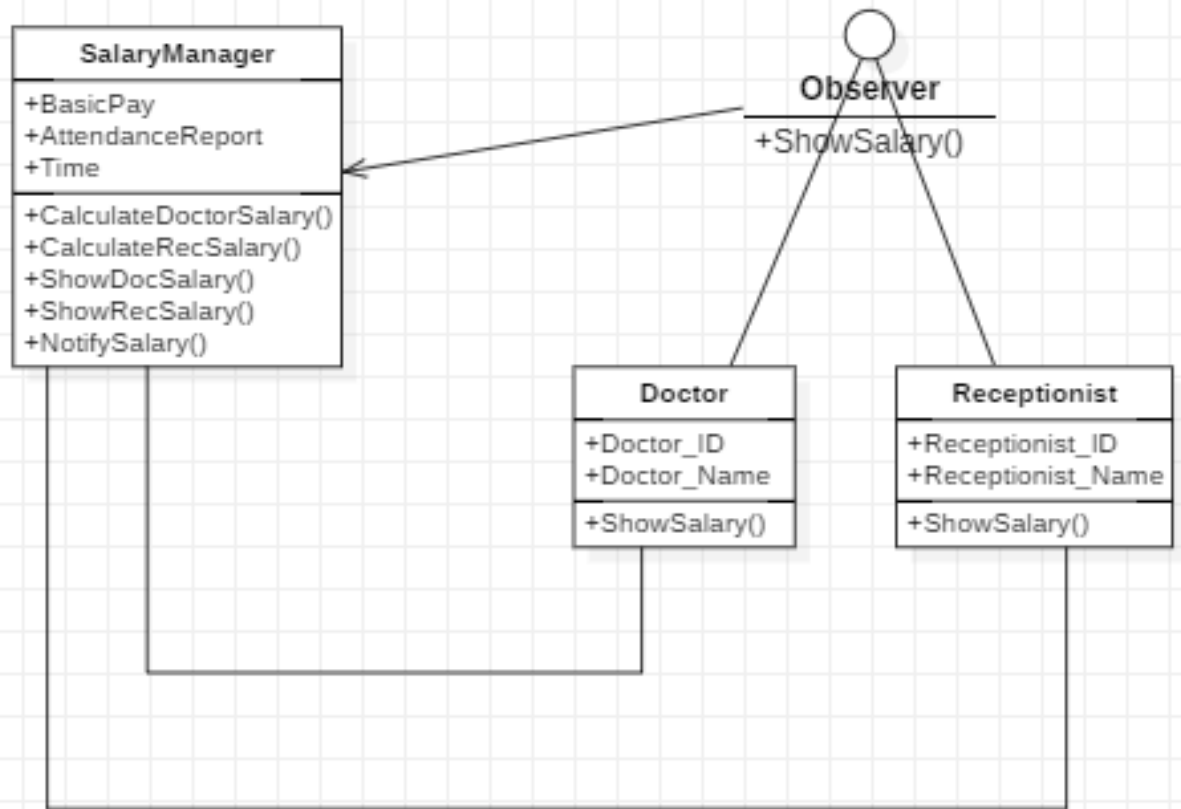 SalaryManager
+BasicPay
+AttendanceReport
+Time
+CalculateDoctorSalary()
+CalculateRecSalary()
+ShowDocSalary()
+ShowRecSalary()
+NotifySalary()
Observer
+ShowSalary()
Doctor
+Doctor_ID
+Doctor_Name
+ShowSalary()
Receptionist
+Receptionist_ID
+Receptionist_Name
+ShowSalary()